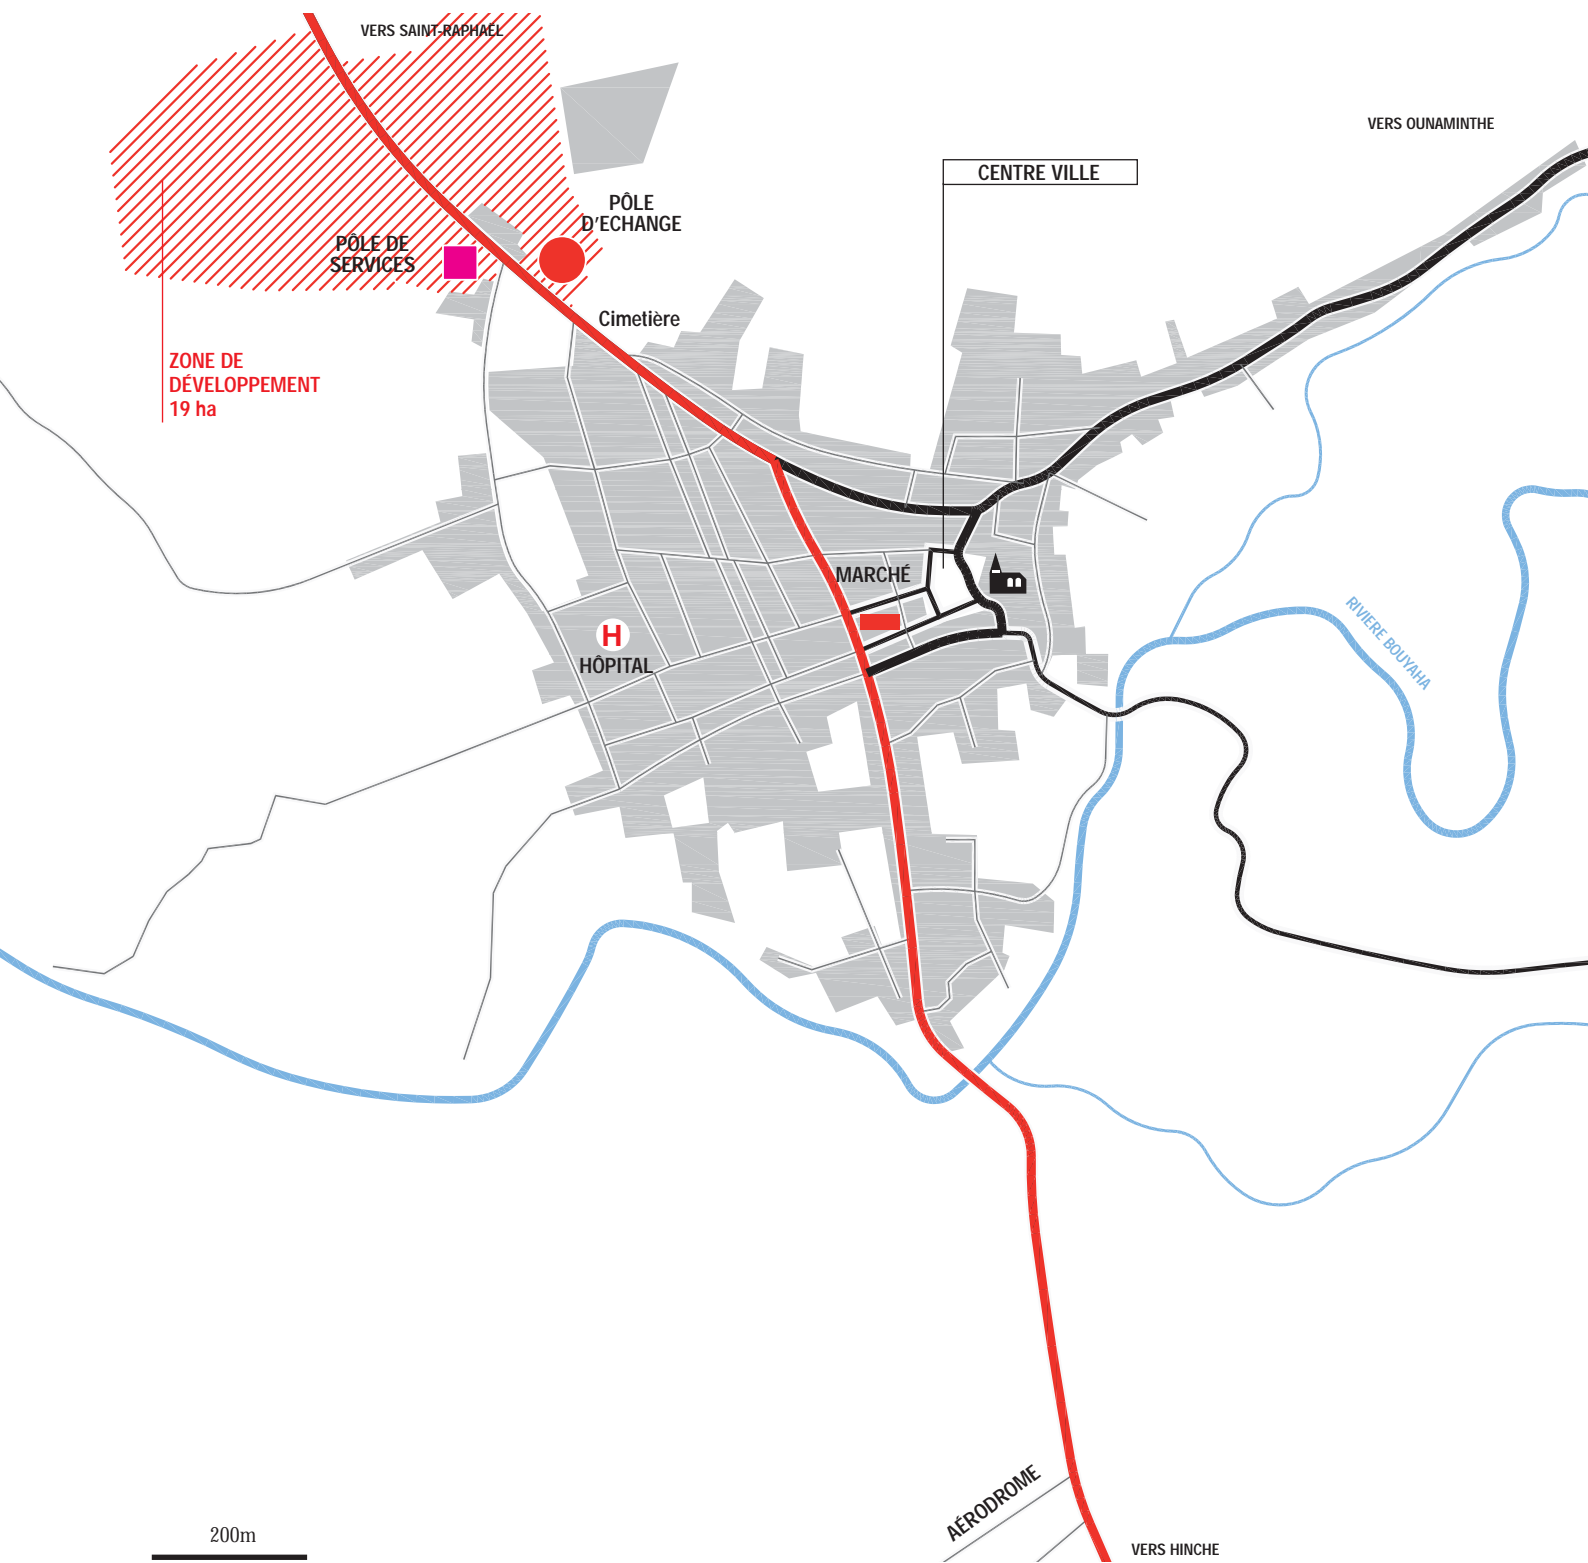 VERS SAINT-RAPHAËL
VERS OUNAMINTHE
CENTRE VILLE
PÔLE
D'ECHANGE
PÔLE DE
SERVICES
Cimetière
ZONE DE
DÉVELOPPEMENT
19 ha
MARCHÉ
RIVIERE BOUYAHA
H
HÔPITAL
AÉRODROME
200m
VERS HINCHE